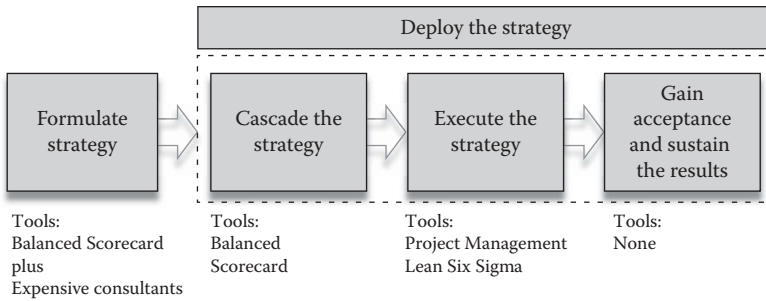 Deploy the strategy
Formulate
strategy
Cascade the
strategy
Execute the
strategy
Gain
acceptance
and sustain
the results
Tools:
Balanced Scorecard
plus
Expensive consultants
Tools:
Balanced
Scorecard
Tools:
Project Management
Lean Six Sigma
Tools:
None